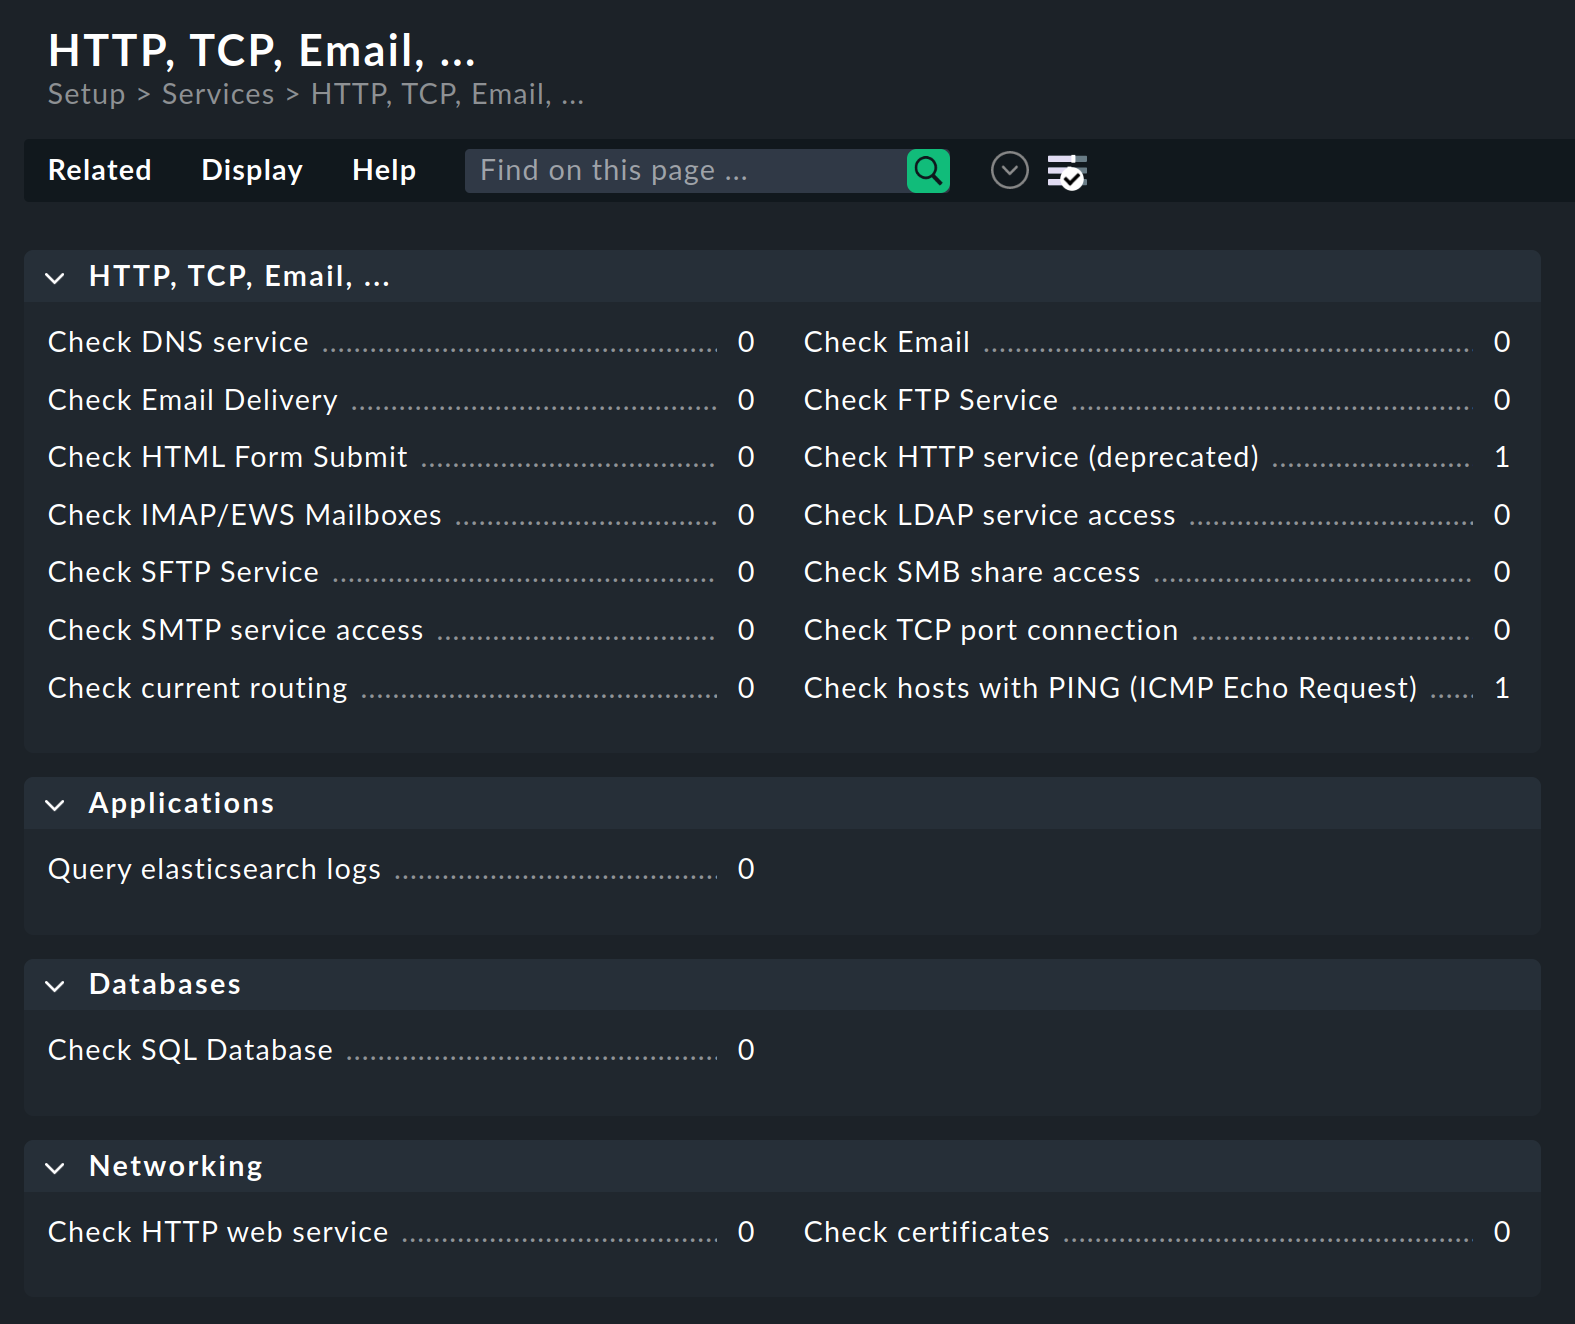 HTTP, TCP, Email, ...
Setup > Services > HTTP, TCP, Email, ...
Related Display Help Find on this page ...
HTTP, TCP, Email, ...
Check DNS service 0 Check Email 0
Check Email Delivery 0 Check FTP Service 0
Check HTML Form Submit 0 Check HTTP service (deprecated) 1
Check IMAP/EWS Mailboxes 0 Check LDAP service access 0
Check SFTP Service 0 Check SMB share access 0
Check SMTP service access 0 Check TCP port connection 0
Check current routing 0 Check hosts with PING (ICMP Echo Request) 1
Applications
Query elasticsearch logs 0
Databases
Check SQL Database 0
Networking
Check HTTP web service 0 Check certificates 0